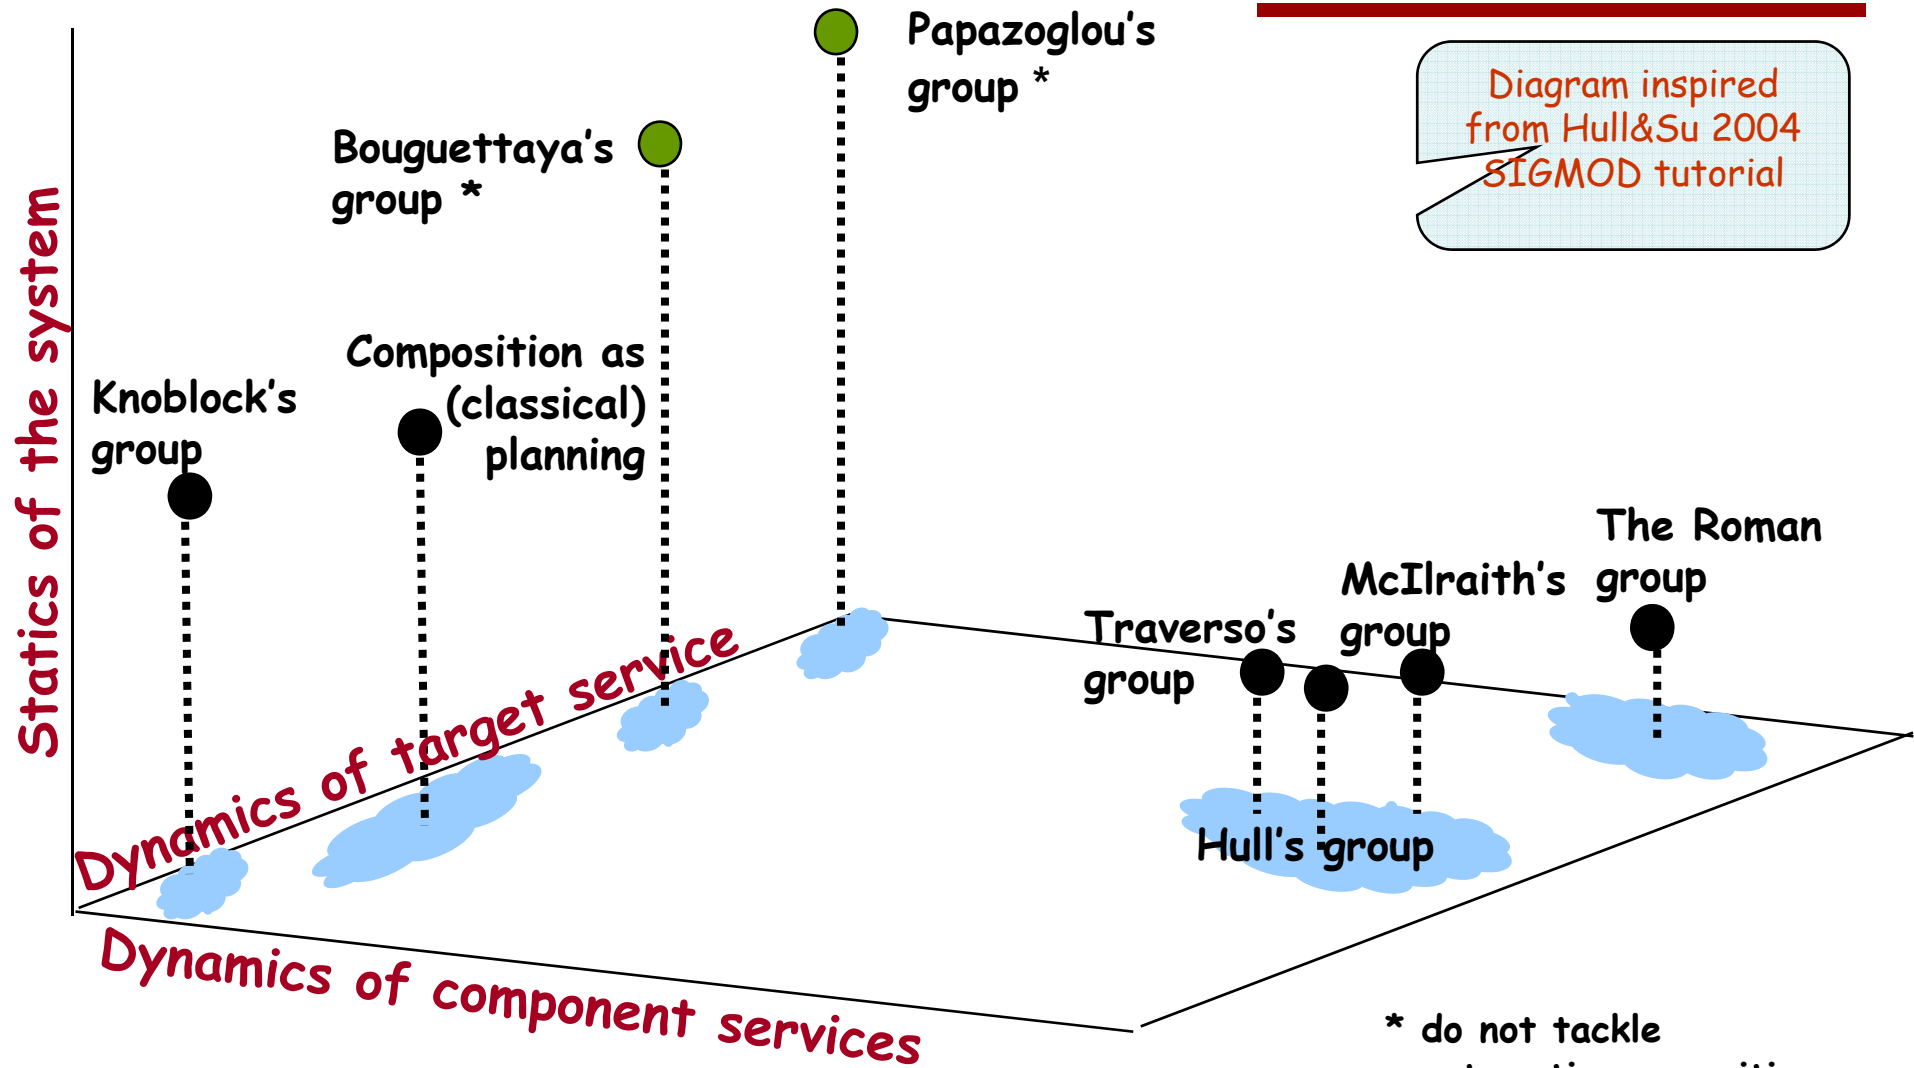 Papazoglou's
group *
Diagram inspired
from Hull&Su 2004
SIGMOD tutorial
Bouguettaya's
group *
Statics of the system
Composition as
(classical)
planning
Knoblock's
group
The Roman
group
McIlraith's
group
Traverso's
group
Dynamics of target service
Hull's group
Dynamics of component services
* do not tackle